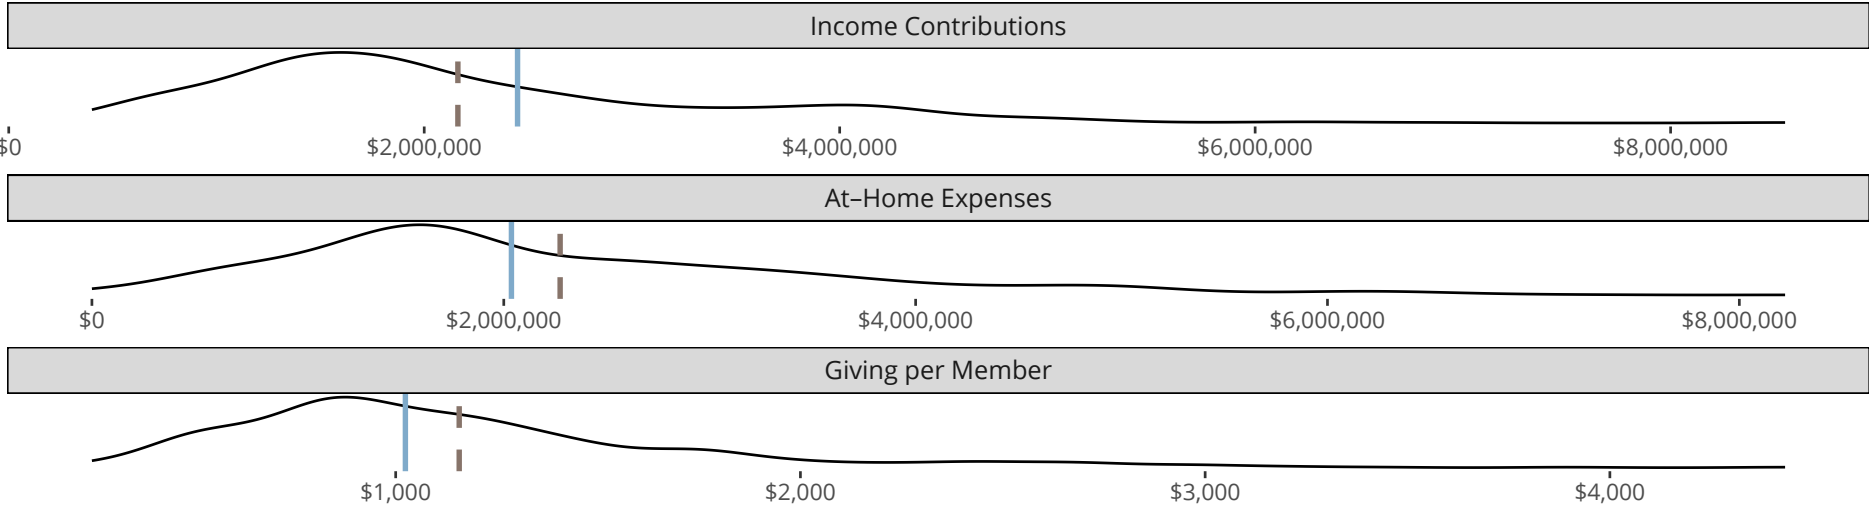 Income Contributions
$0 $2,000,000 $4,000,000 $6,000,000 $8,000,000
At–Home Expenses
$0 $2,000,000 $4,000,000 $6,000,000 $8,000,000
Giving per Member
$1,000 $2,000 $3,000 $4,000